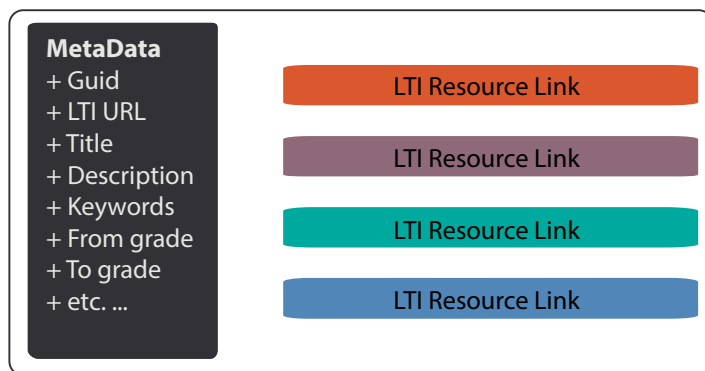 MetaData
+ Guid
+ LTI URL
+ Title
+ Description
+ Keywords
+ From grade
+ To grade
+ etc. ...
LTI Resource Link
LTI Resource Link
LTI Resource Link
LTI Resource Link